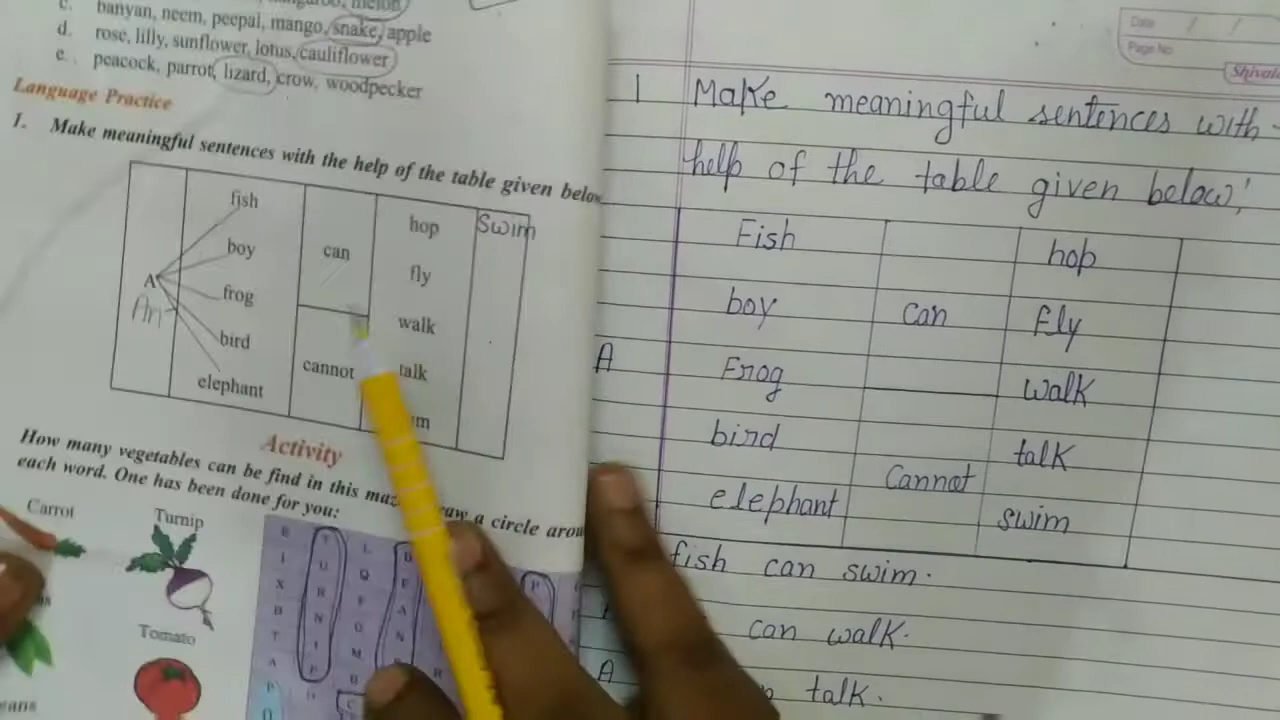 melon
c. banyan, neem, peepal, mango, snake, apple
d. rose, lilly, sunflower, lotus, cauliflower
e. peacock, parrot, lizard, crow, woodpecker
Language Practice
1. Make meaningful sentences with the help of the table given below
fish
boy
A frog
An
bird
elephant
can
cannot
hop
fly
walk
talk
Swim
Activity
How many vegetables can be find in this
each word. One has been done for you:
Carrot
Turnip
Tomato
Date / /
Page No
Shivala
1 Make meaningful sentences with
help of the table given below!
Fish hop
boy Can Fly
A Frog walk
bird talk
elephant Cannot swim
fish can swim.
can walk.
A talk.